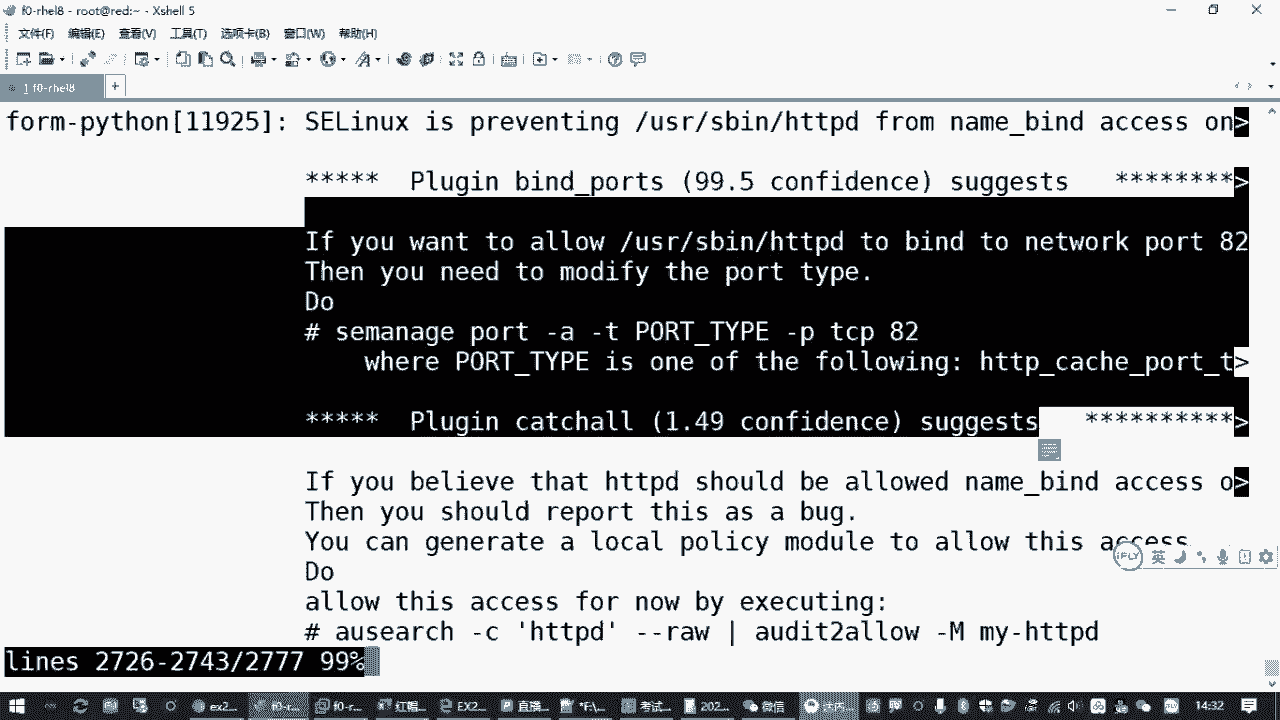 f0-rhel8 - root@red:~ - Xshell 5
文件(F) 编辑(E) 查看(V) 工具(T) 选项卡(B) 窗口(W) 帮助(H)
1 f0-rhel8 +
form-python[11925]: SELinux is preventing /usr/sbin/httpd from name_bind access on>
***** Plugin bind_ports (99.5 confidence) suggests ********>
If you want to allow /usr/sbin/httpd to bind to network port 82
Then you need to modify the port type.
Do
# semanage port -a -t PORT_TYPE -p tcp 82
where PORT_TYPE is one of the following: http_cache_port_t>
***** Plugin catchall (1.49 confidence) suggests **********>
If you believe that httpd should be allowed name_bind access o>
Then you should report this as a bug.
You can generate a local policy module to allow this access.
Do
allow this access for now by executing:
# ausearch -c 'httpd' --raw | audit2allow -M my-httpd
iFLY 英
lines 2726-2743/2777 99%
ex2... f0-r... f0-r... 红帽... EX2... 直播... *F:\... 考试... 202... 微信 14:32